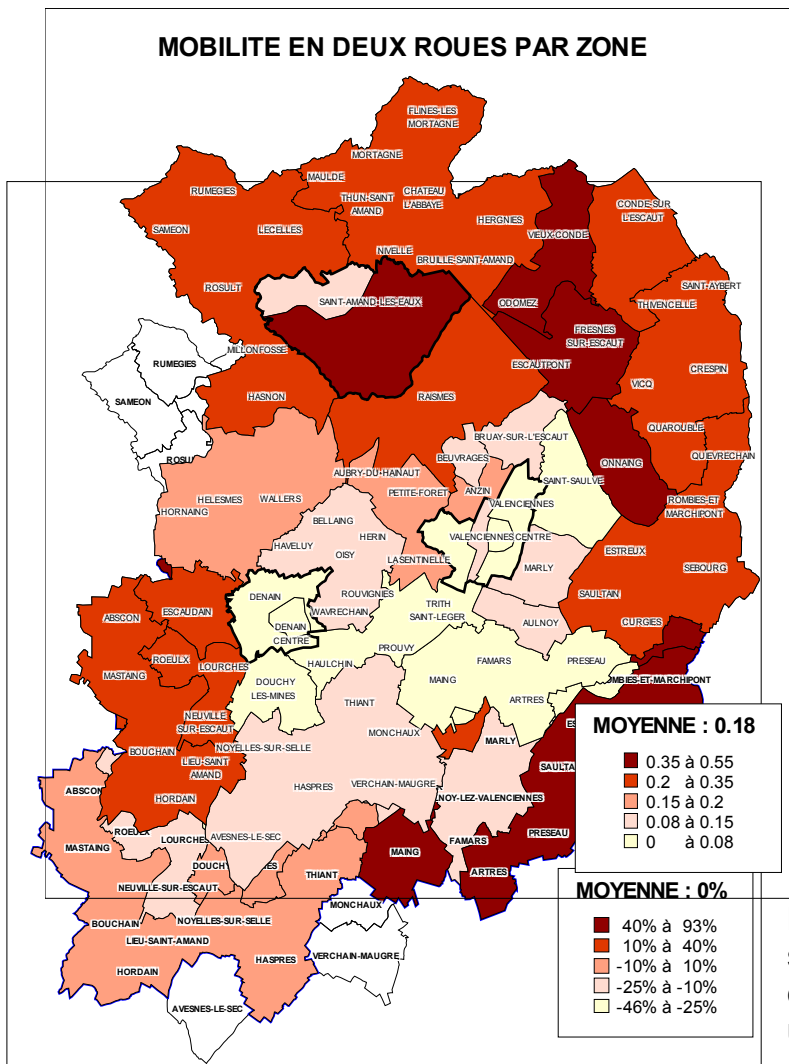 MOBILITE EN DEUX ROUES PAR ZONE
FLINES-LES
MORTAGNE
MORTAGNE
MAULDE
RUMEGIES
THUN-SAINT
AMAND
CHATEAU
L'ABBAYE
CONDE-SUR
L'ESCAUT
HERGNIES
SAMEON
LECELLES
VIEUX-CONDE
NIVELLE
BRUILLE-SAINT-AMAND
ROSULT
SAINT-AYBERT
SAINT-AMAND-LES-EAUX
ODOMEZ
THIVENCELLE
FRESNES
SUR-ESCAUT
MILLONFOSSE
ESCAUTPONT
RUMEGIES
CRESPIN
VICQ
HASNON
RAISMES
SAMEON
QUAROUBLE
BRUAY-SUR-L'ESCAUT
QUIEVRECHAIN
BEUVRAGES
ONNAING
ROSU
AUBRY-DU-HAINAUT
SAINT-SAULVE
PETITE-FORET
ANZIN
HELESMES
WALLERS
VALENCIENNES
ROMBIES-ET
MARCHIPONT
HORNAING
BELLAING
HERIN
VALENCIENNES CENTRE
HAVELUY
OISY
ESTREUX
LASENTINELLE
MARLY
SEBOURG
ROUVIGNIES
DENAIN
SAULTAIN
WAVRECHAIN
TRITH
SAINT-LEGER
ABSCON
ESCAUDAIN
AULNOY
CURGIES
DENAIN
CENTRE
ROEULX
LOURCHES
HAULCHIN
PROUVY
FAMARS
PRESEAU
MASTAING
DOUCHY
LES-MINES
MAING
OMBIES-ET-MARCHIPONT
THIANT
ARTRES
NEUVILLE
SUR-ESCAUT
MOYENNE : 0.18
MONCHAUX
MARLY
ES
BOUCHAIN
NOYELLES-SUR-SELLE
0.35 à 0.55
LIEU-SAINT
AMAND
SAULTA
0.2 à 0.35
HASPRES
VERCHAIN-MAUGRE
ABSCON
0.15 à 0.2
HORDAIN
NOY-LEZ-VALENCIENNES
0.08 à 0.15
ROEULX
LOURCHES
AVESNES-LE-SEC
PRESEAU
0 à 0.08
MASTAING
FAMARS
MAING
DOUCHY
ES
THIANT
ARTRES
NEUVILLE-SUR-ESCAUT
MOYENNE : 0%
MONCHAUX
BOUCHAIN
NOYELLES-SUR-SELLE
40% à 93%
LIEU-SAINT-AMAND
10% à 40%
VERCHAIN-MAUGRE
HASPRES
-10% à 10%
HORDAIN
-25% à -10%
-46% à -25%
AVESNES-LE-SEC